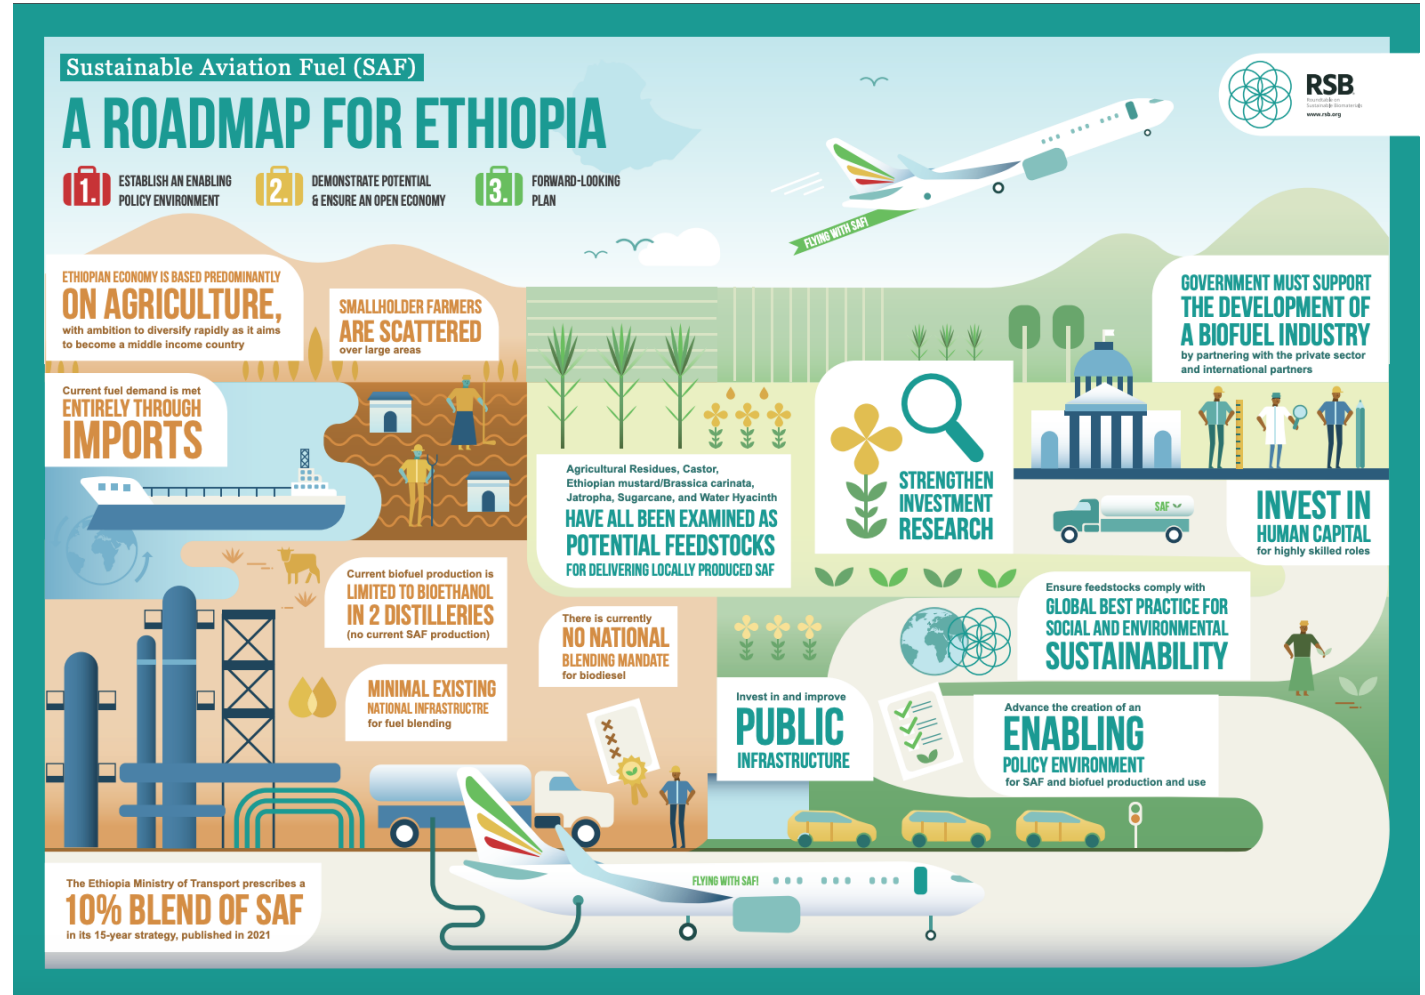 Sustainable Aviation Fuel (SAF)
A ROADMAP FOR ETHIOPIA
1.
ESTABLISH AN ENABLING
POLICY ENVIRONMENT
2.
DEMONSTRATE POTENTIAL
& ENSURE AN OPEN ECONOMY
3.
FORWARD-LOOKING
PLAN
RSB
Roundtable on
Sustainable Biomaterials
www.rsb.org
FLYING WITH SAF!
ETHIOPIAN ECONOMY IS BASED PREDOMINANTLY
ON AGRICULTURE,
with ambition to diversify rapidly as it aims
to become a middle income country
SMALLHOLDER FARMERS
ARE SCATTERED
over large areas
GOVERNMENT MUST SUPPORT
THE DEVELOPMENT OF
A BIOFUEL INDUSTRY
by partnering with the private sector
and international partners
Current fuel demand is met
ENTIRELY THROUGH
IMPORTS
Agricultural Residues, Castor,
Ethiopian mustard/Brassica carinata,
Jatropha, Sugarcane, and Water Hyacinth
HAVE ALL BEEN EXAMINED AS
POTENTIAL FEEDSTOCKS
FOR DELIVERING LOCALLY PRODUCED SAF
STRENGTHEN
INVESTMENT
RESEARCH
SAF
INVEST IN
HUMAN CAPITAL
for highly skilled roles
Current biofuel production is
LIMITED TO BIOETHANOL
IN 2 DISTILLERIES
(no current SAF production)
There is currently
NO NATIONAL
BLENDING MANDATE
for biodiesel
Ensure feedstocks comply with
GLOBAL BEST PRACTICE FOR
SOCIAL AND ENVIRONMENTAL
SUSTAINABILITY
MINIMAL EXISTING
NATIONAL INFRASTRUCTRE
for fuel blending
Invest in and improve
PUBLIC
INFRASTRUCTURE
Advance the creation of an
ENABLING
POLICY ENVIRONMENT
for SAF and biofuel production and use
The Ethiopia Ministry of Transport prescribes a
10% BLEND OF SAF
in its 15-year strategy, published in 2021
FLYING WITH SAF!